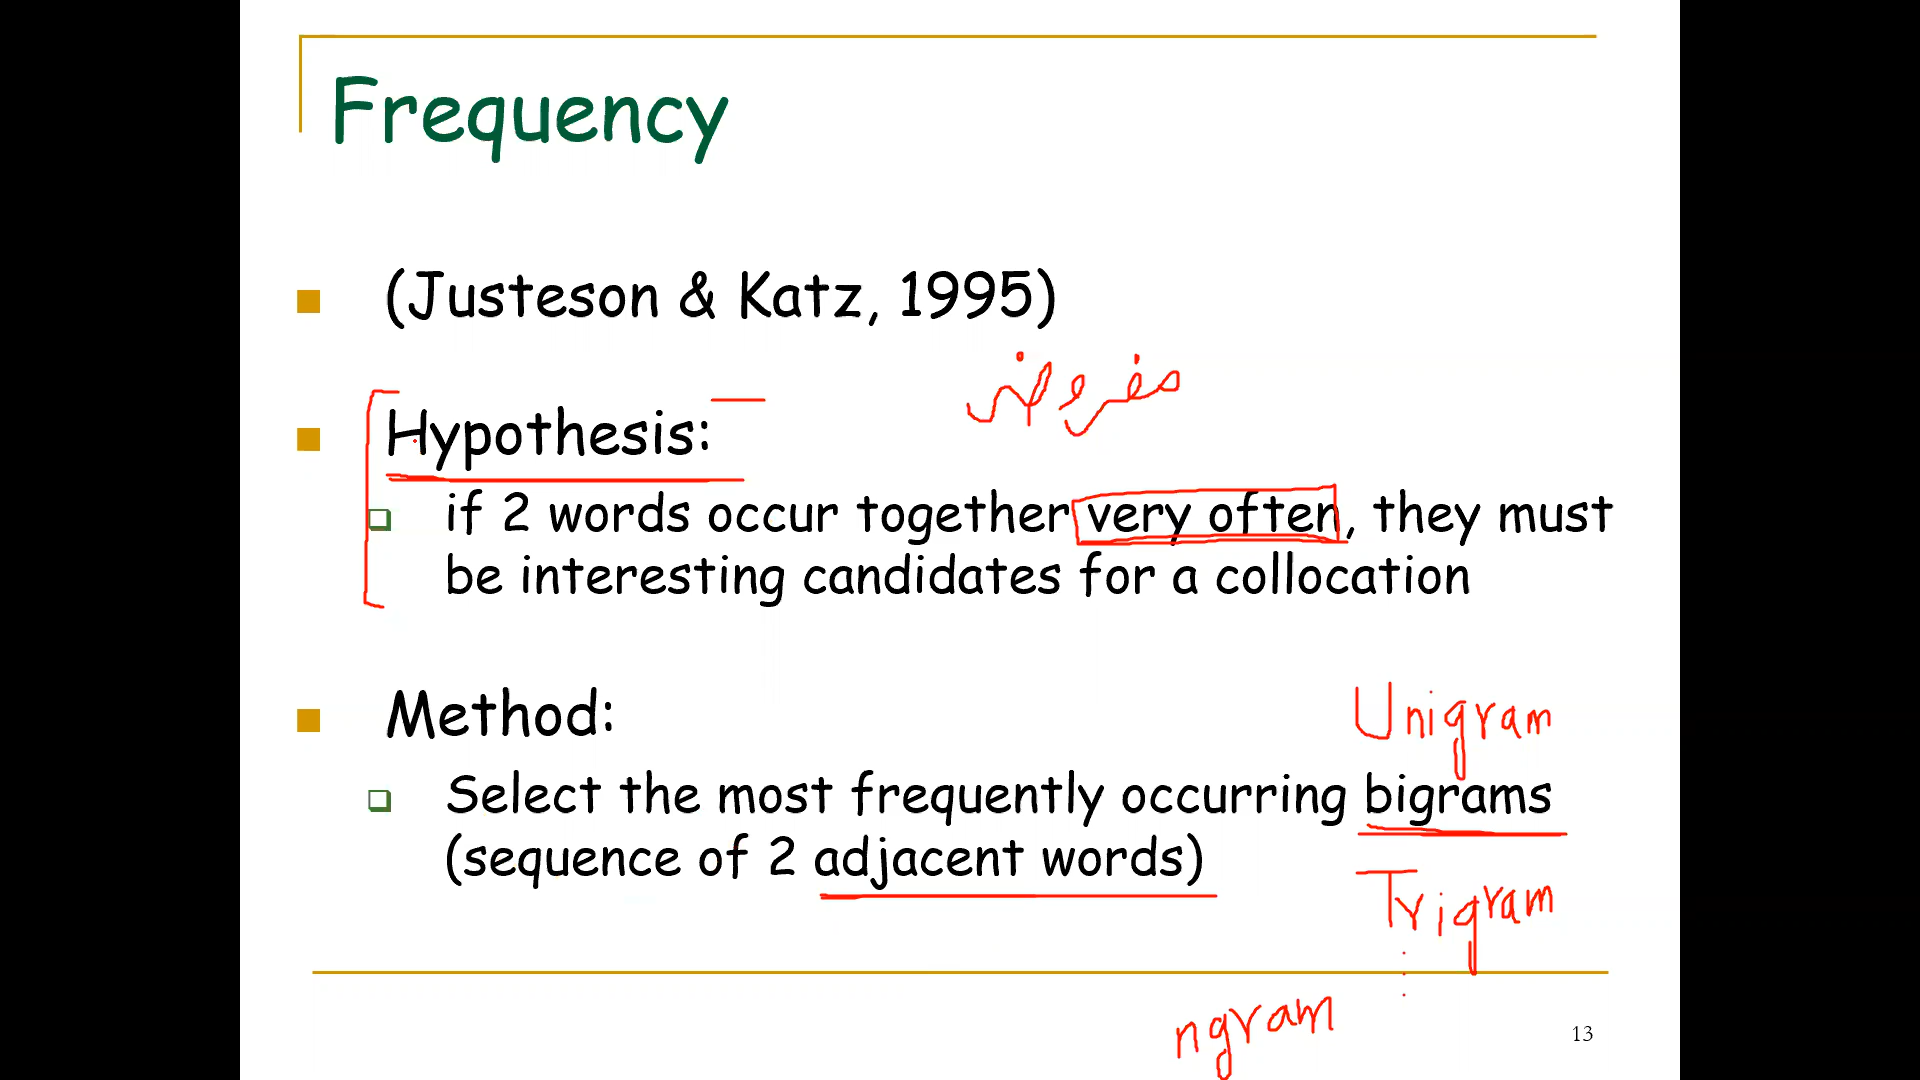 Frequency
(Justeson & Katz, 1995)
مفروضہ
Hypothesis:
if 2 words occur together very often, they must
be interesting candidates for a collocation
Unigram
Method:
Select the most frequently occurring bigrams
(sequence of 2 adjacent words)
Trigram
ngram
13